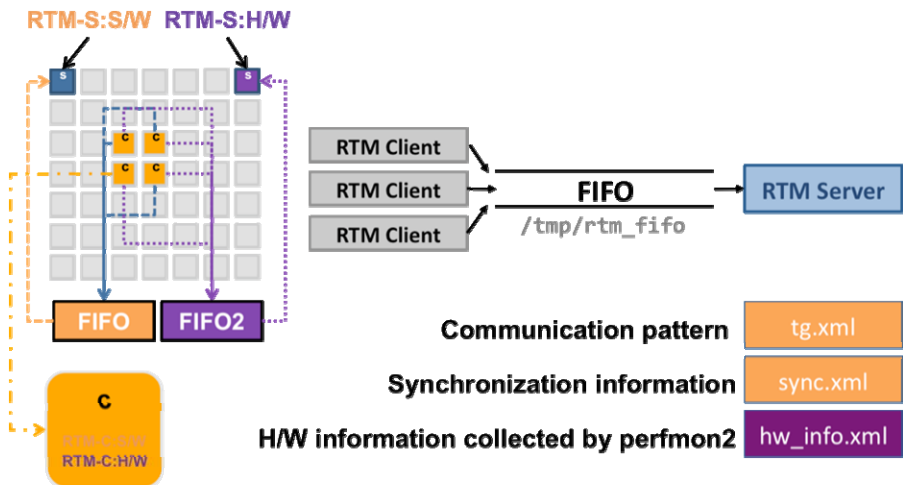 RTM-S:S/W RTM-S:H/W
S S
C C
C C
RTM Client
RTM Client
RTM Client
FIFO
/tmp/rtm_fifo
RTM Server
FIFO FIFO2
C
RTM-C:S/W
RTM-C:H/W
Communication pattern tg.xml
Synchronization information sync.xml
H/W information collected by perfmon2 hw_info.xml